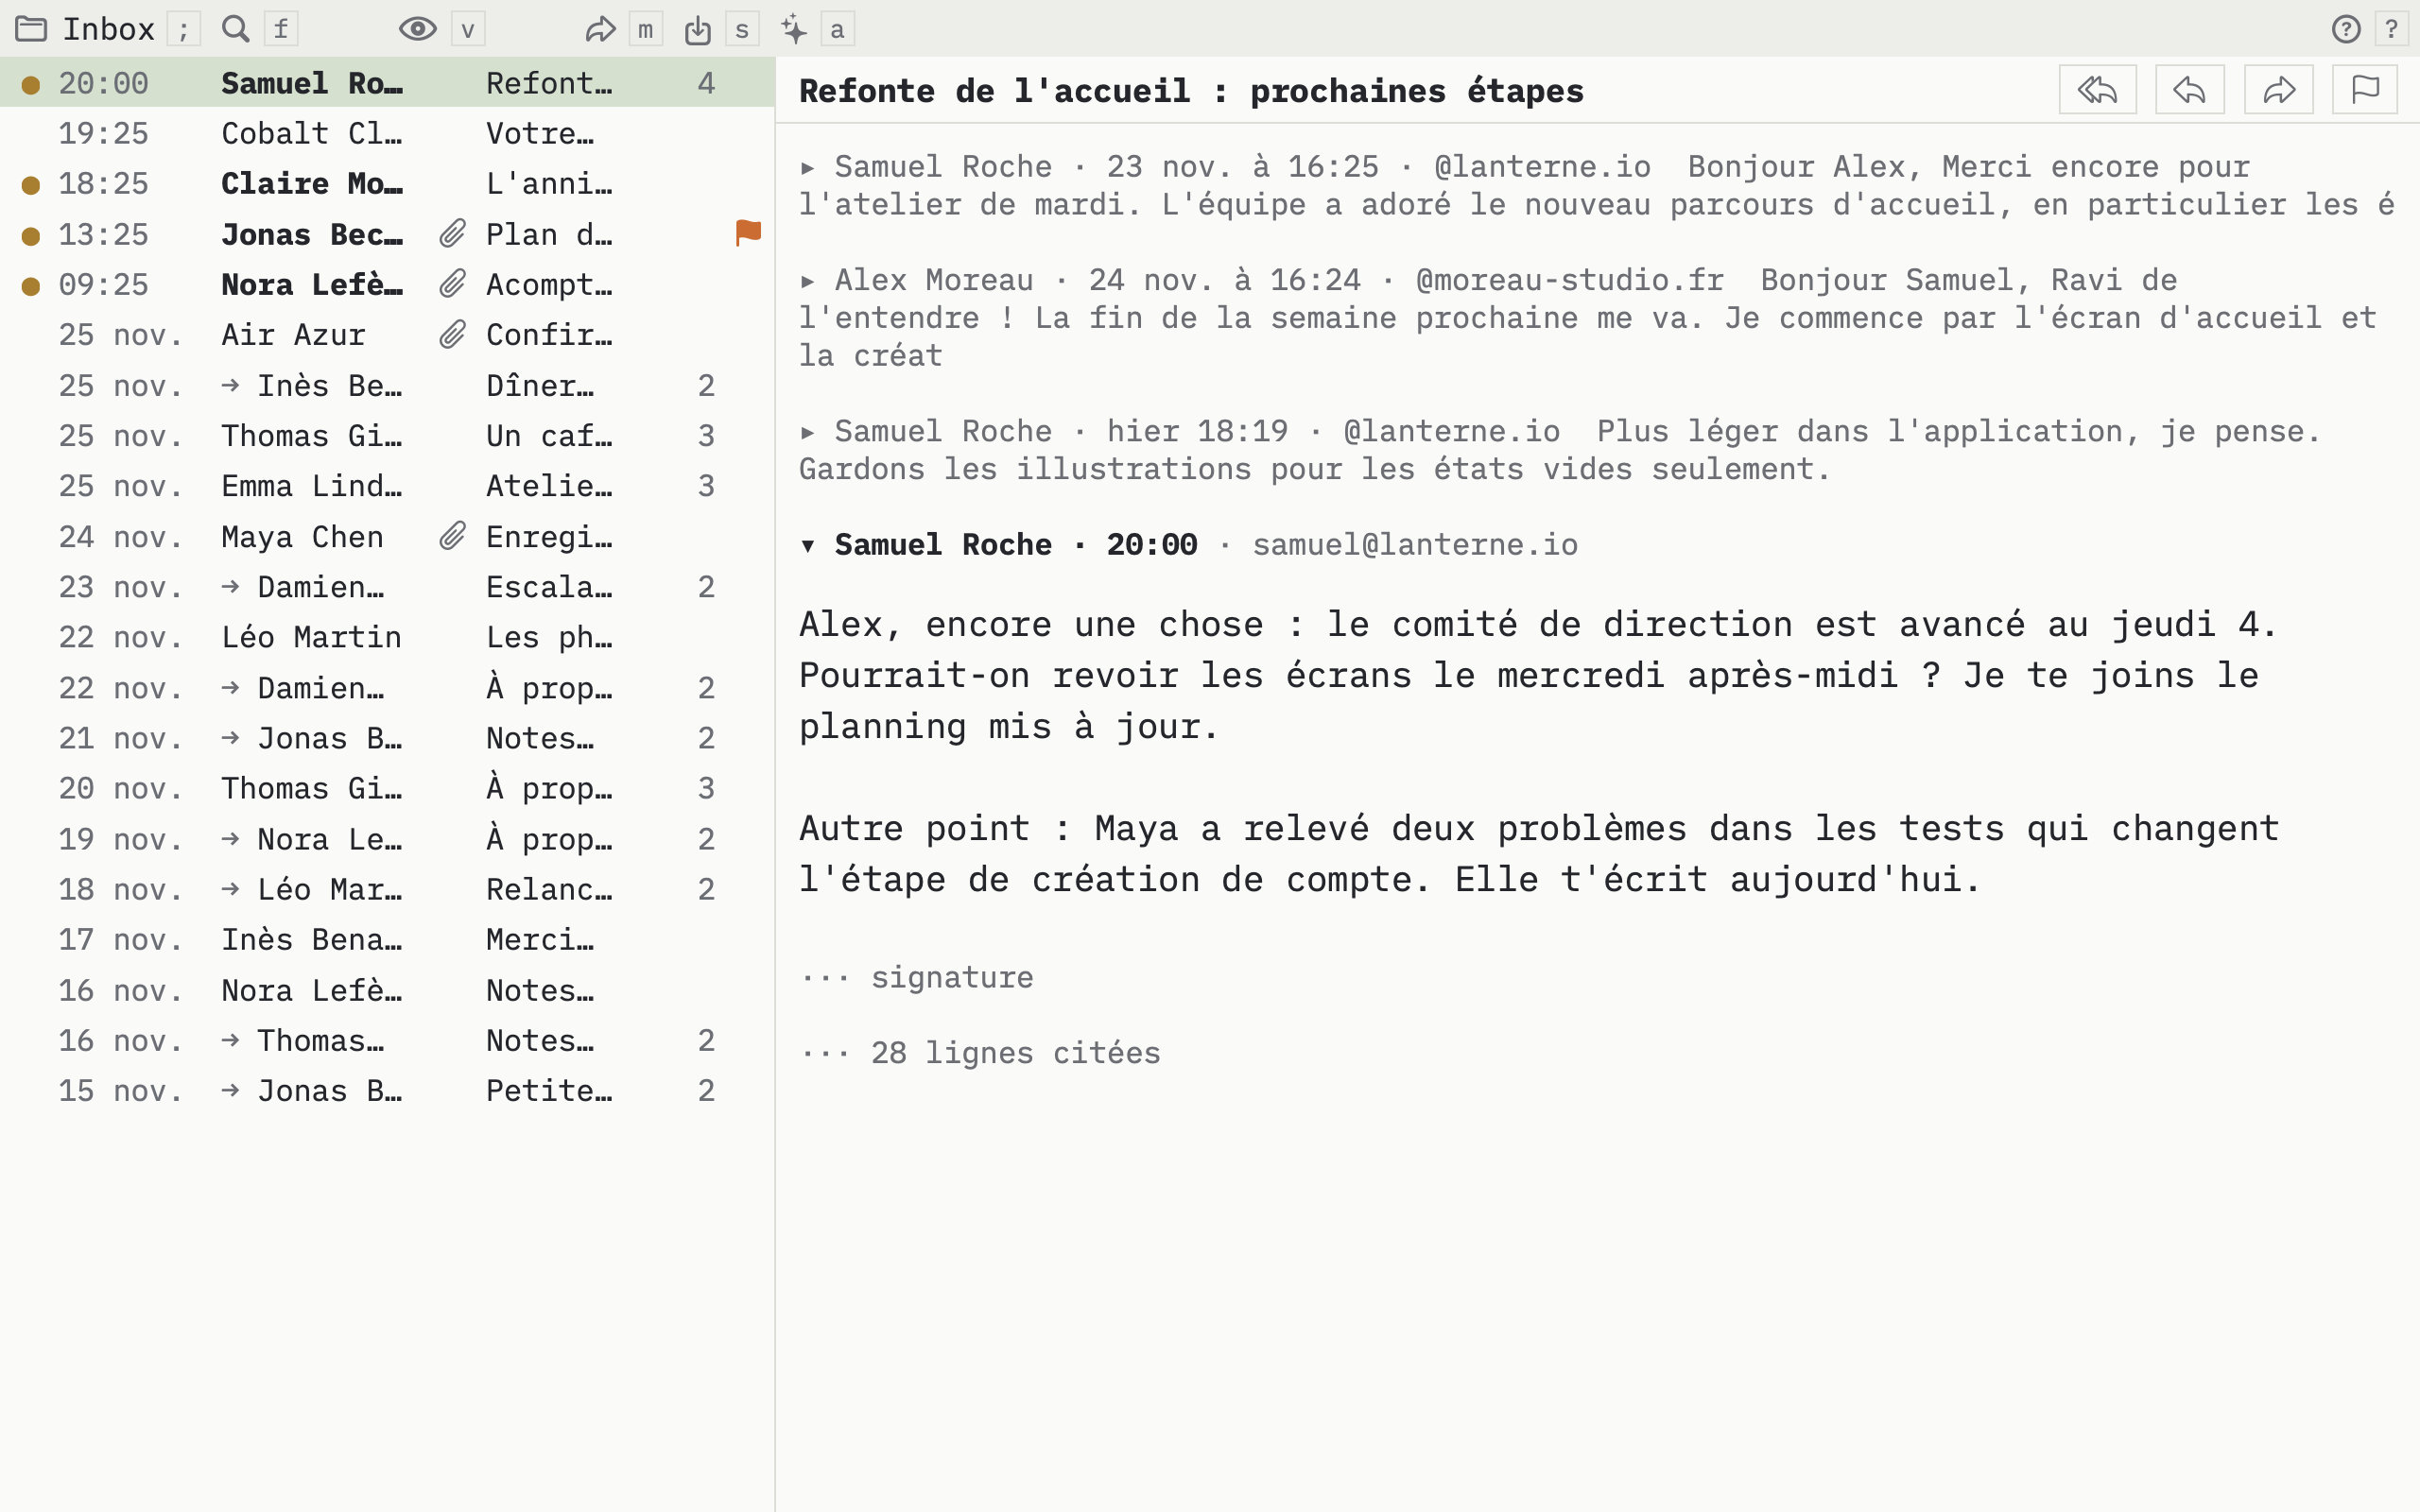 Inbox ; f v m s a ?
20:00 Samuel Ro… Refont… 4
19:25 Cobalt Cl… Votre…
18:25 Claire Mo… L'anni…
13:25 Jonas Bec… Plan d…
09:25 Nora Lefè… Acompt…
25 nov. Air Azur Confir…
25 nov. → Inès Be… Dîner… 2
25 nov. Thomas Gi… Un caf… 3
25 nov. Emma Lind… Atelie… 3
24 nov. Maya Chen Enregi…
23 nov. → Damien… Escala… 2
22 nov. Léo Martin Les ph…
22 nov. → Damien… À prop… 2
21 nov. → Jonas B… Notes… 2
20 nov. Thomas Gi… À prop… 3
19 nov. → Nora Le… À prop… 2
18 nov. → Léo Mar… Relanc… 2
17 nov. Inès Bena… Merci…
16 nov. Nora Lefè… Notes…
16 nov. → Thomas… Notes… 2
15 nov. → Jonas B… Petite… 2
Refonte de l'accueil : prochaines étapes
▸ Samuel Roche · 23 nov. à 16:25 · @lanterne.io Bonjour Alex, Merci encore pour
l'atelier de mardi. L'équipe a adoré le nouveau parcours d'accueil, en particulier les é
▸ Alex Moreau · 24 nov. à 16:24 · @moreau-studio.fr Bonjour Samuel, Ravi de
l'entendre ! La fin de la semaine prochaine me va. Je commence par l'écran d'accueil et
la créat
▸ Samuel Roche · hier 18:19 · @lanterne.io Plus léger dans l'application, je pense.
Gardons les illustrations pour les états vides seulement.
▾ Samuel Roche · 20:00 · samuel@lanterne.io
Alex, encore une chose : le comité de direction est avancé au jeudi 4.
Pourrait-on revoir les écrans le mercredi après-midi ? Je te joins le
planning mis à jour.
Autre point : Maya a relevé deux problèmes dans les tests qui changent
l'étape de création de compte. Elle t'écrit aujourd'hui.
··· signature
··· 28 lignes citées